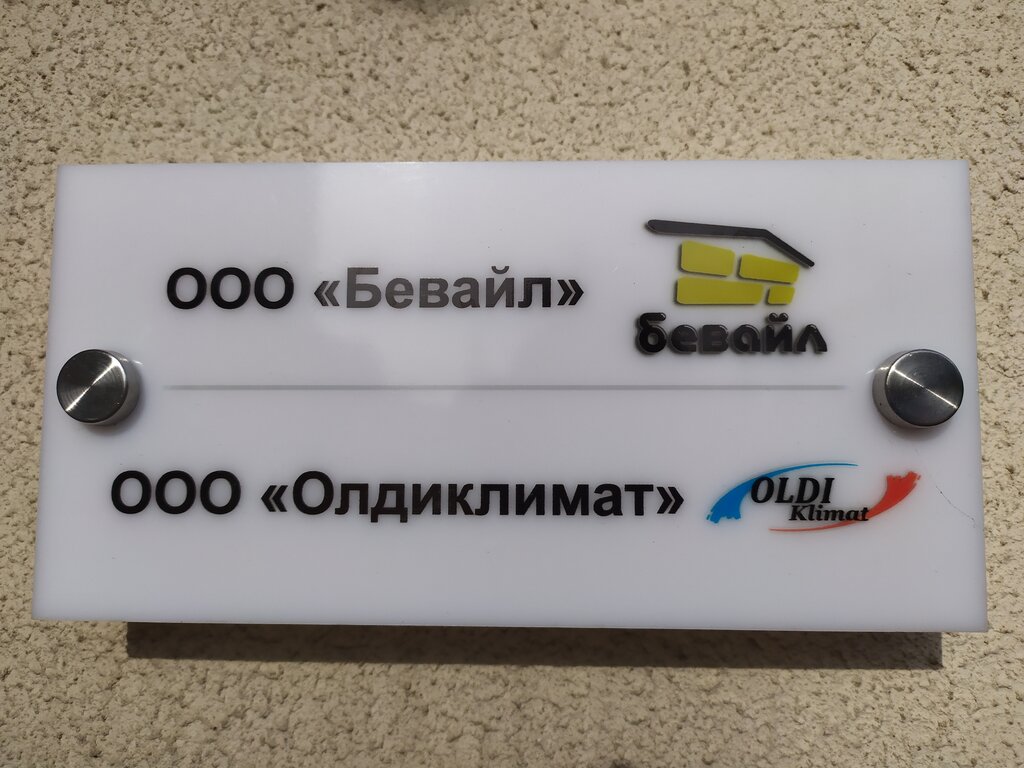 ООО «Бевайл»
бевайл
ООО «Олдиклимат»
OLDI
Klimat